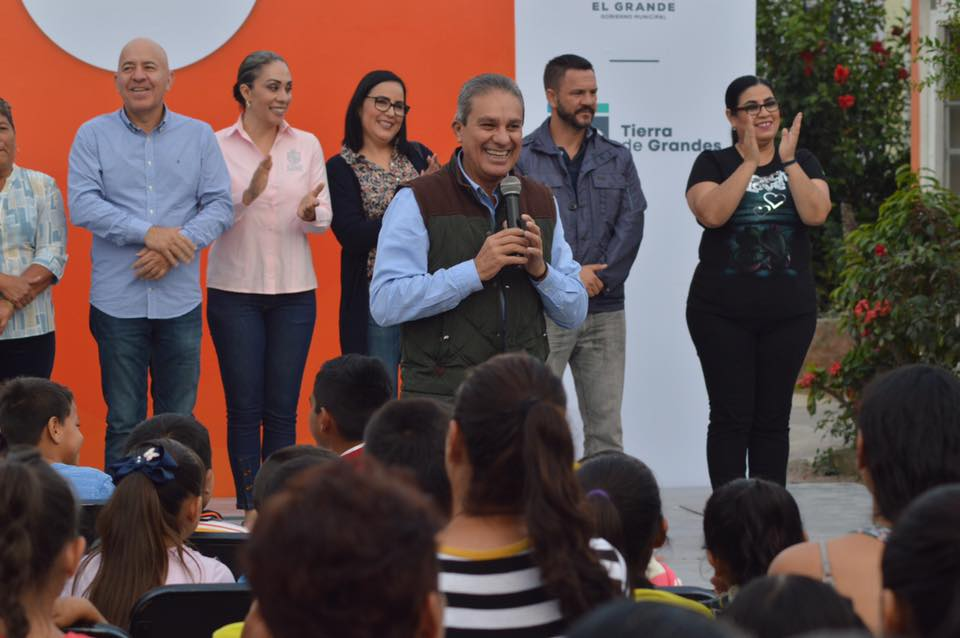 EL GRANDE
GOBIERNO MUNICIPAL
Tierra
de Grandes